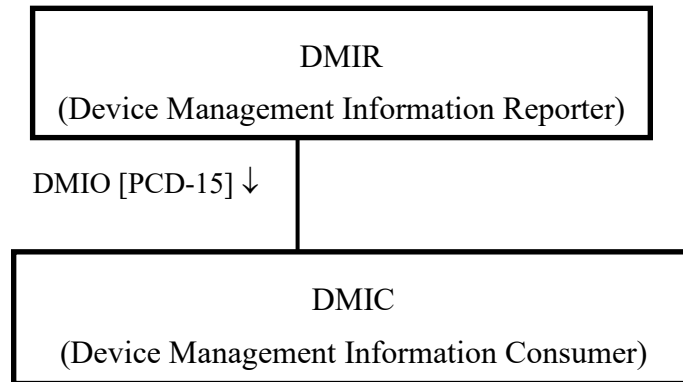 DMIR
(Device Management Information Reporter)
DMIO [PCD-15] ↓
DMIC
(Device Management Information Consumer)